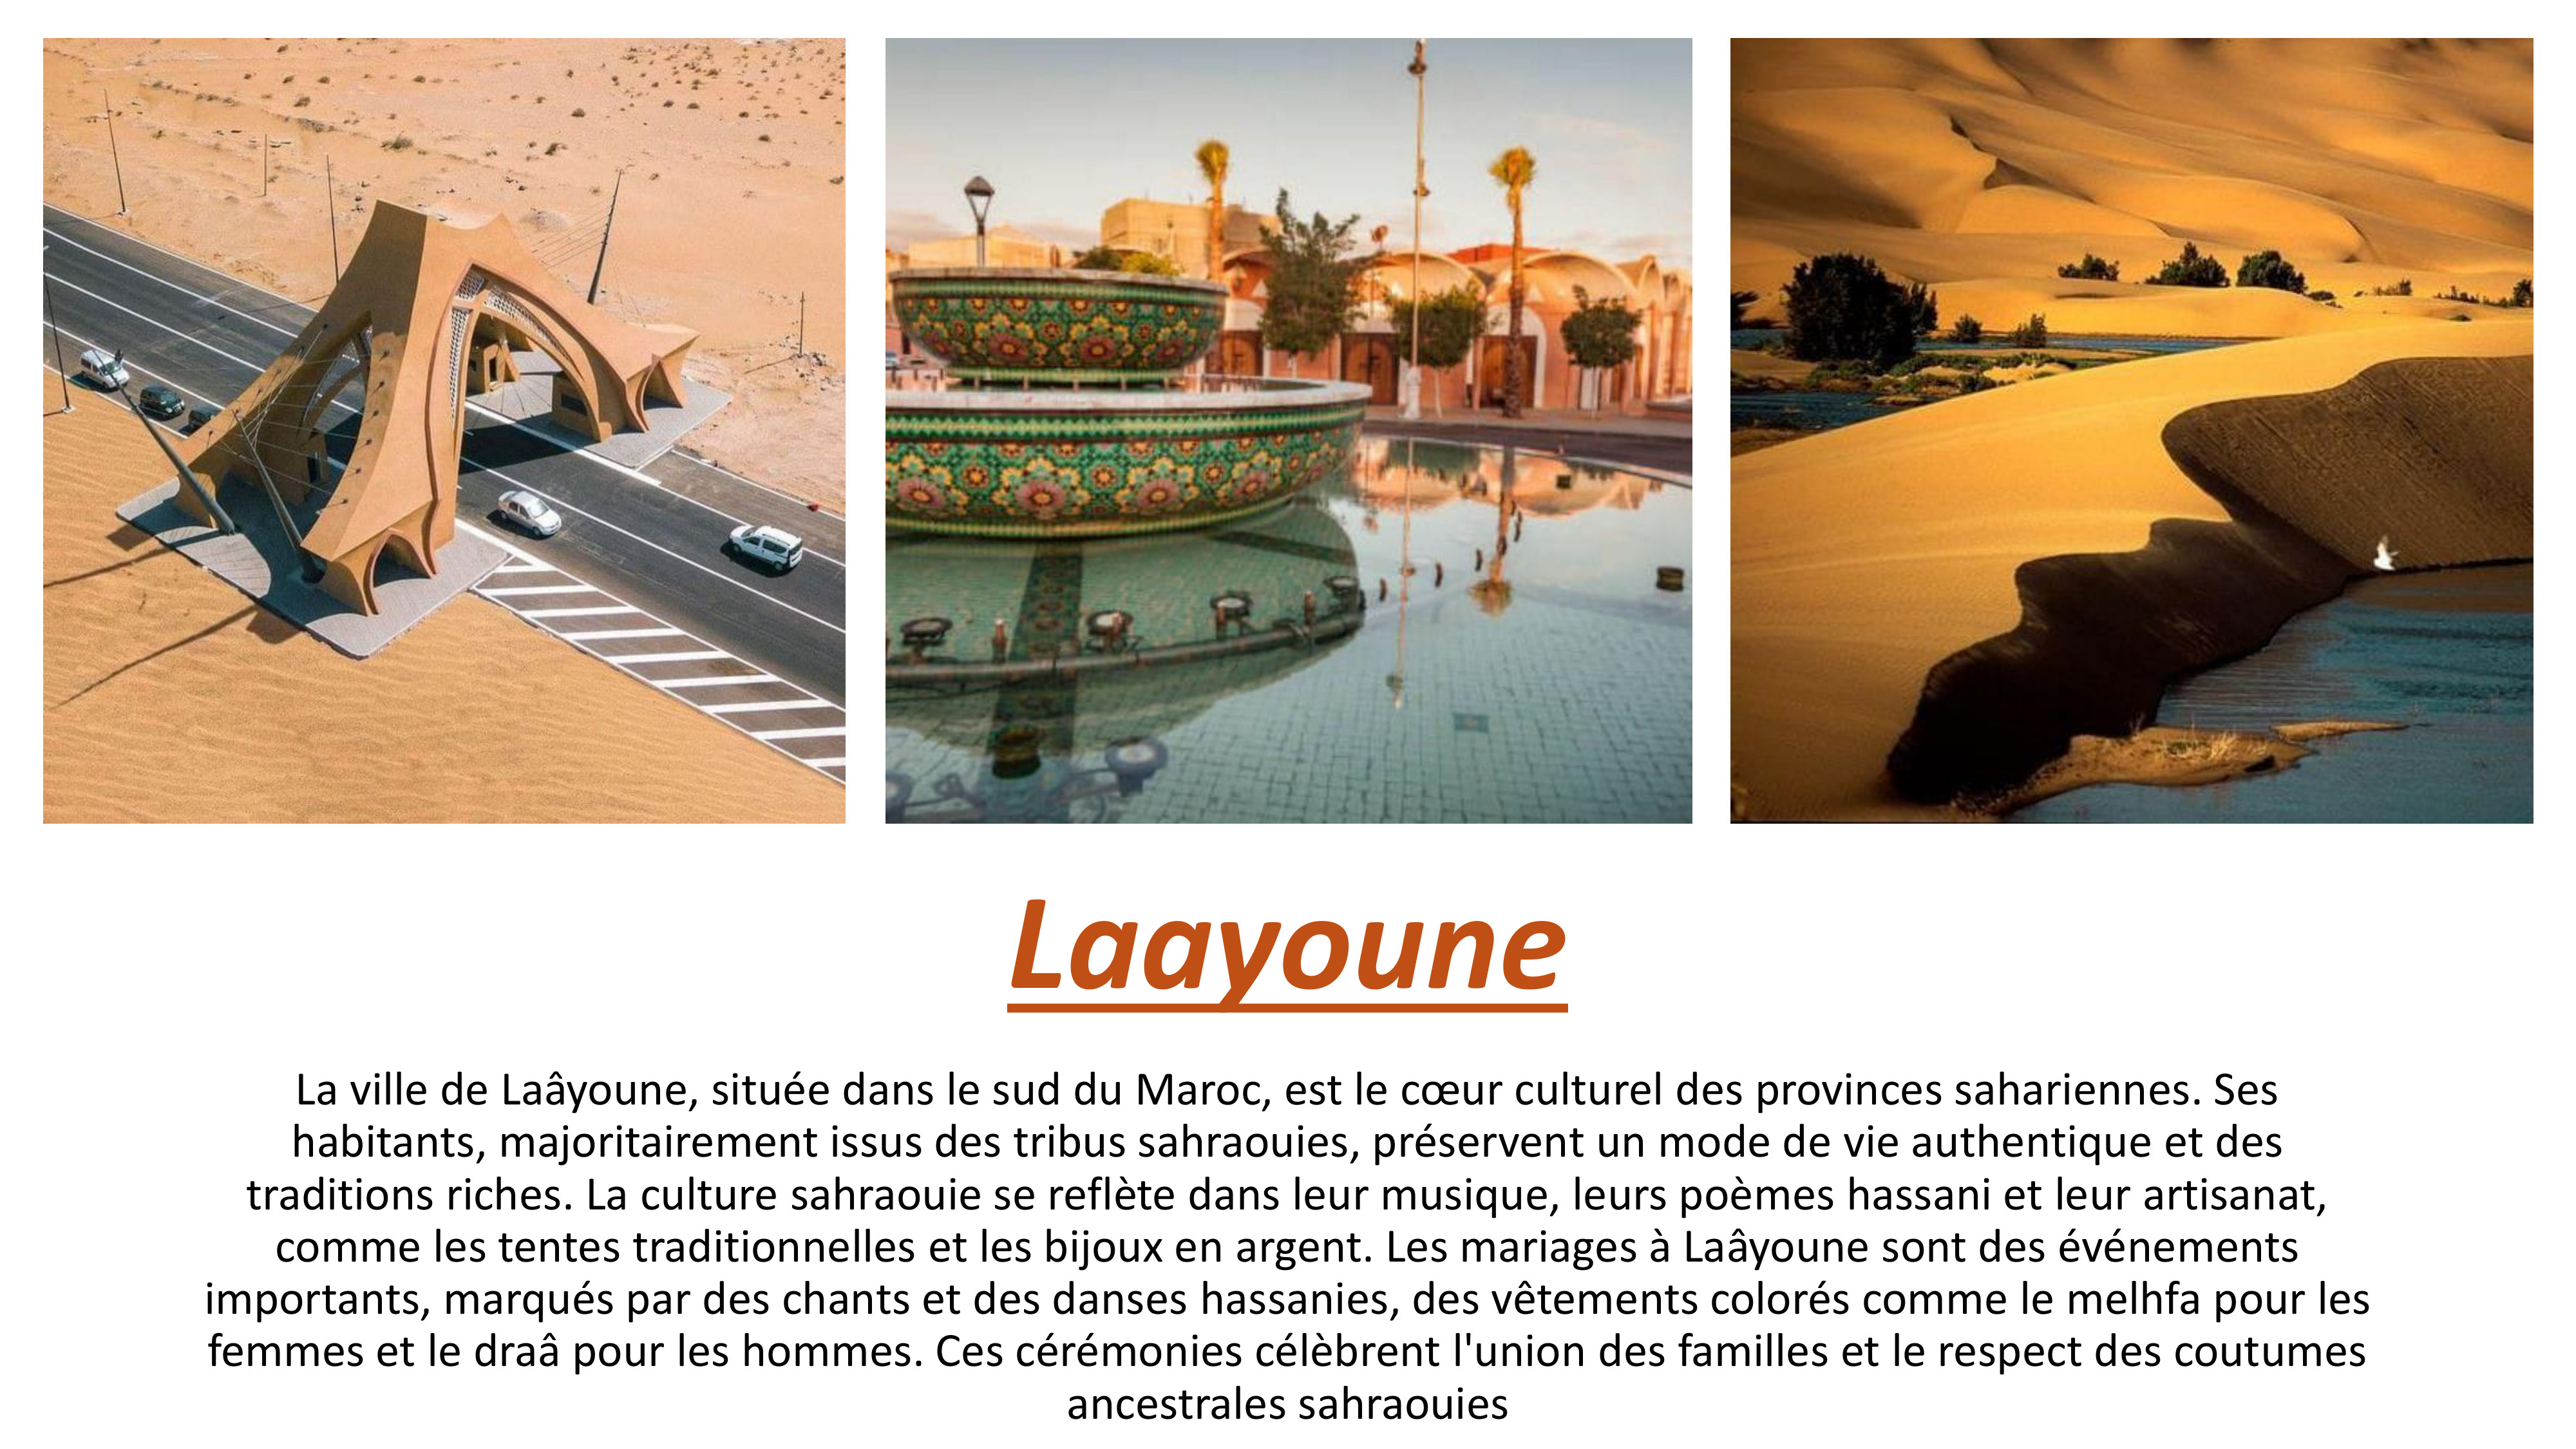 Laayoune
La ville de Laâyoune, située dans le sud du Maroc, est le cœur culturel des provinces sahariennes. Ses
habitants, majoritairement issus des tribus sahraouies, préservent un mode de vie authentique et des
traditions riches. La culture sahraouie se reflète dans leur musique, leurs poèmes hassani et leur artisanat,
comme les tentes traditionnelles et les bijoux en argent. Les mariages à Laâyoune sont des événements
importants, marqués par des chants et des danses hassanies, des vêtements colorés comme le melhfa pour les
femmes et le draâ pour les hommes. Ces cérémonies célèbrent l'union des familles et le respect des coutumes
ancestrales sahraouies